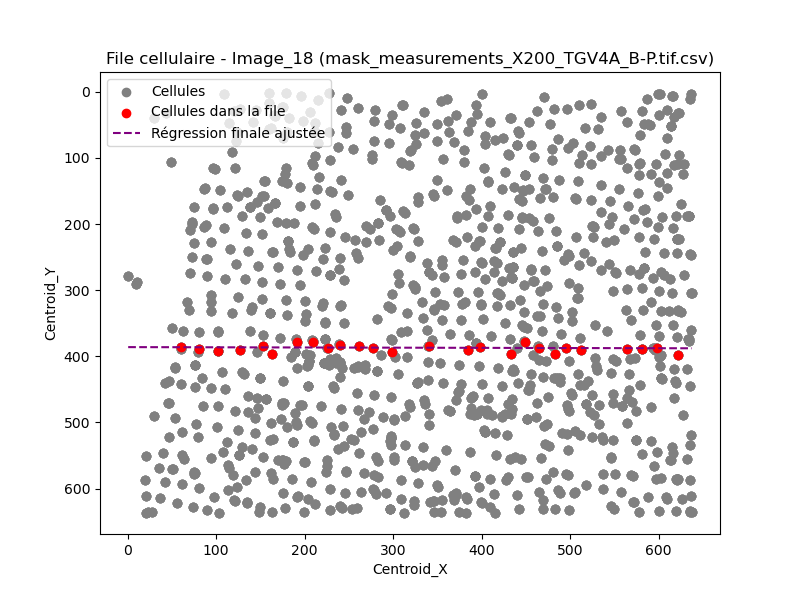 File cellulaire - Image_18 (mask_measurements_X200_TGV4A_B-P.tif.csv)
Cellules
Cellules dans la file
Régression finale ajustée
Centroid_Y
0
100
200
300
400
500
600
0 100 200 300 400 500 600
Centroid_X